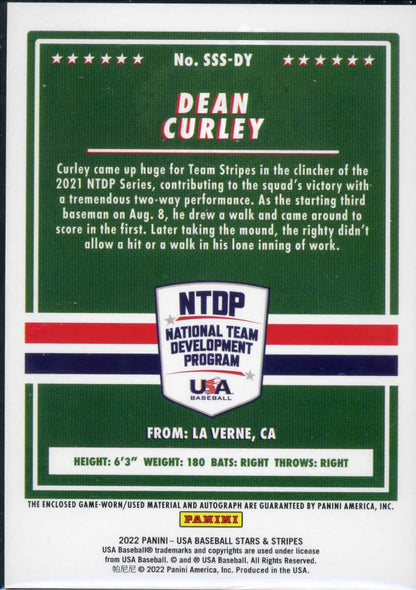 No. SSS-DY
DEAN
CURLEY
Curley came up huge for Team Stripes in the clincher of the
2021 NTDP Series, contributing to the squad's victory with
a tremendous two-way performance. As the starting third
baseman on Aug. 8, he drew a walk and came around to
score in the first. Later taking the mound, the righty didn't
allow a hit or a walk in his lone inning of work.
NTDP
NATIONAL TEAM
DEVELOPMENT
PROGRAM
USA
BASEBALL
FROM: LA VERNE, CA
HEIGHT: 6'3" WEIGHT: 180 BATS: RIGHT THROWS: RIGHT
THE ENCLOSED GAME-WORN/USED MATERIAL AND AUTOGRAPH ARE GUARANTEED BY PANINI AMERICA, INC.
PANINI
2022 PANINI – USA BASEBALL STARS & STRIPES
USA Baseball® trademarks and copyrights are used under license
from USA Baseball. © and ® USA Baseball. All Rights Reserved.
帕尼尼 © 2022 Panini America, Inc. Produced in the USA.